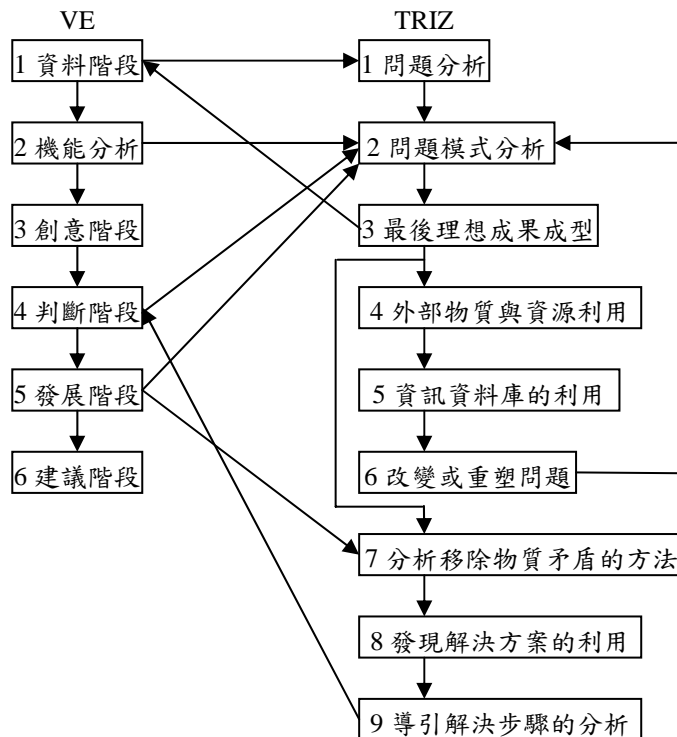 VE
TRIZ
1 資料階段
1 問題分析
2 機能分析
2 問題模式分析
3 創意階段
3 最後理想成果成型
4 判斷階段
4 外部物質與資源利用
5 發展階段
5 資訊資料庫的利用
6 建議階段
6 改變或重塑問題
7 分析移除物質矛盾的方法
8 發現解決方案的利用
9 導引解決步驟的分析